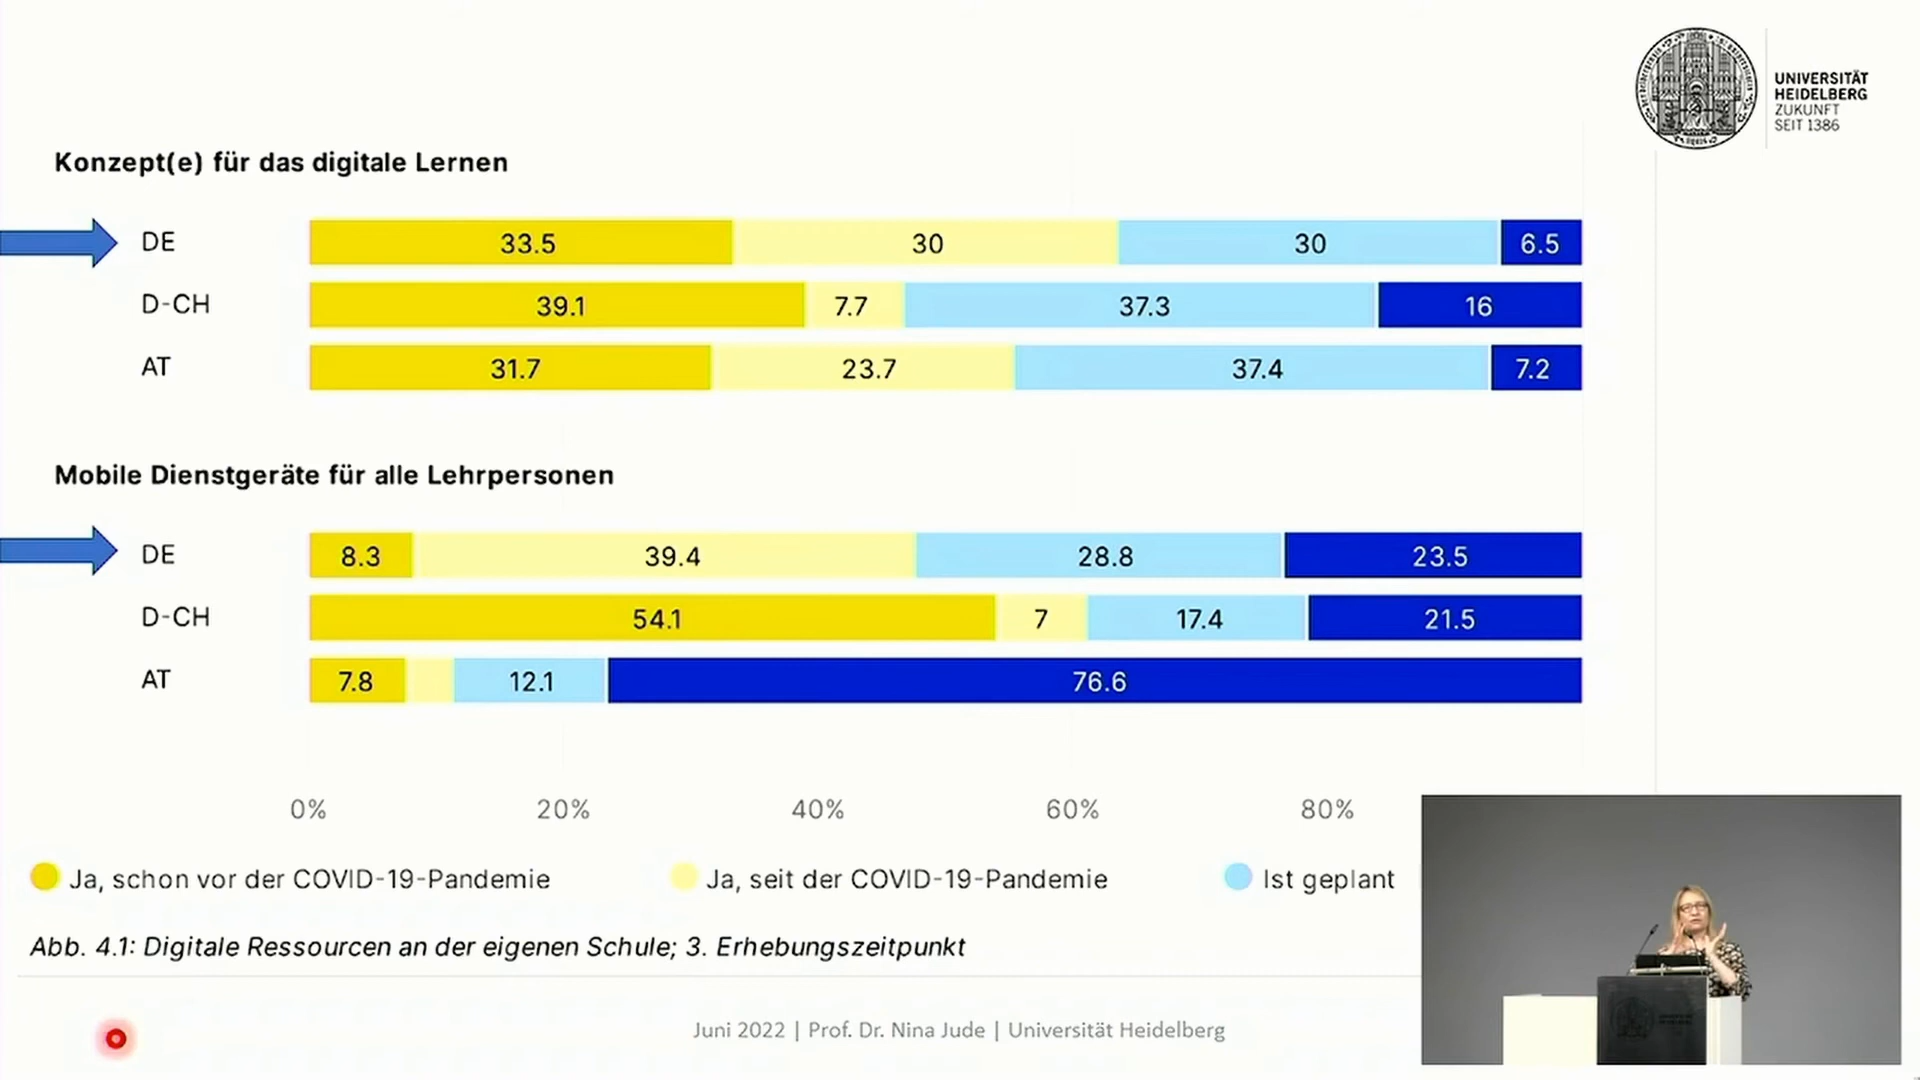 UNIVERSITÄT
HEIDELBERG
ZUKUNFT
SEIT 1386
Konzept(e) für das digitale Lernen
DE 33.5 30 30 6.5
D-CH 39.1 7.7 37.3 16
AT 31.7 23.7 37.4 7.2
Mobile Dienstgeräte für alle Lehrpersonen
DE 8.3 39.4 28.8 23.5
D-CH 54.1 7 17.4 21.5
AT 7.8 12.1 76.6
0% 20% 40% 60% 80%
Ja, schon vor der COVID-19-Pandemie Ja, seit der COVID-19-Pandemie Ist geplant
Abb. 4.1: Digitale Ressourcen an der eigenen Schule; 3. Erhebungszeitpunkt
Juni 2022 | Prof. Dr. Nina Jude | Universität Heidelberg